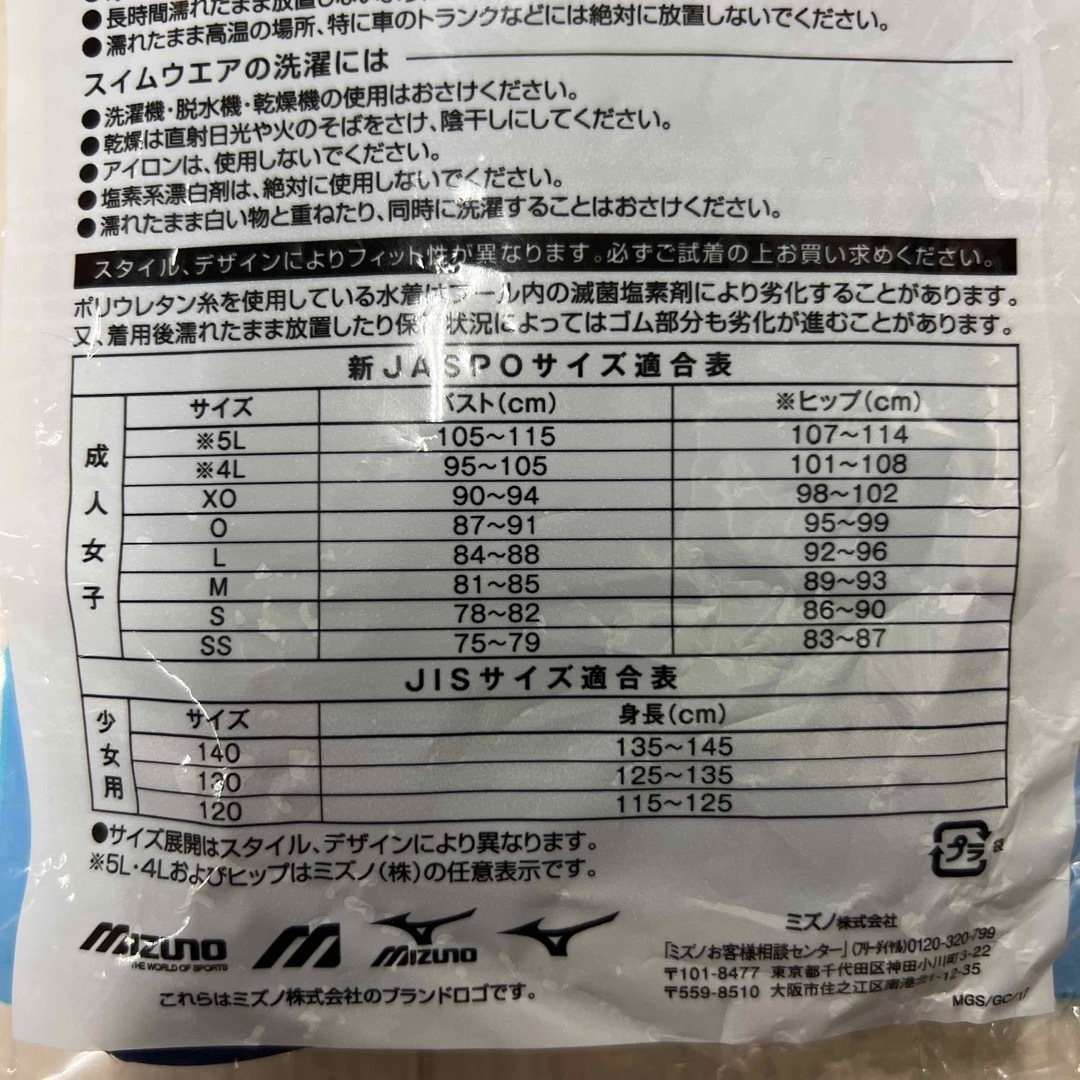 ●長時間濡れたまま放置しない
●濡れたまま高温の場所、特に車のトランクなどには絶対に放置しないでください。
スイムウエアの洗濯には
●洗濯機・脱水機・乾燥機の使用はおさけください。
●乾燥は直射日光や火のそばをさけ、陰干しにしてください。
●アイロンは、使用しないでください。
●塩素系漂白剤は、絶対に使用しないでください。
●濡れたまま白い物と重ねたり、同時に洗濯することはおさけください。
スタイル、デザインによりフィット性が異なります。必ずご試着の上お買い求めください。
ポリウレタン糸を使用している水着はプール内の滅菌塩素剤により劣化することがあります。
又、着用後濡れたまま放置したり保管状況によってはゴム部分も劣化が進むことがあります。
新JASPOサイズ適合表
成人女子
サイズ バスト(cm) ※ヒップ(cm)
※5L 105～115 107～114
※4L 95～105 101～108
XO 90～94 98～102
O 87～91 95～99
L 84～88 92～96
M 81～85 89～93
S 78～82 86～90
SS 75～79 83～87
JISサイズ適合表
少女用
サイズ 身長(cm)
140 135～145
130 125～135
120 115～125
●サイズ展開はスタイル、デザインにより異なります。
※5L・4Lおよびヒップはミズノ(株)の任意表示です。
プラ 袋
MIZUNO
THE WORLD OF SPORTS
MIZUNO
これらはミズノ株式会社のブランドロゴです。
ミズノ株式会社
「ミズノお客様相談センター」(フリーダイヤル)0120-320-799
〒101-8477 東京都千代田区神田小川町3-22
〒559-8510 大阪市住之江区南港北1-12-35
MGS/GC/17